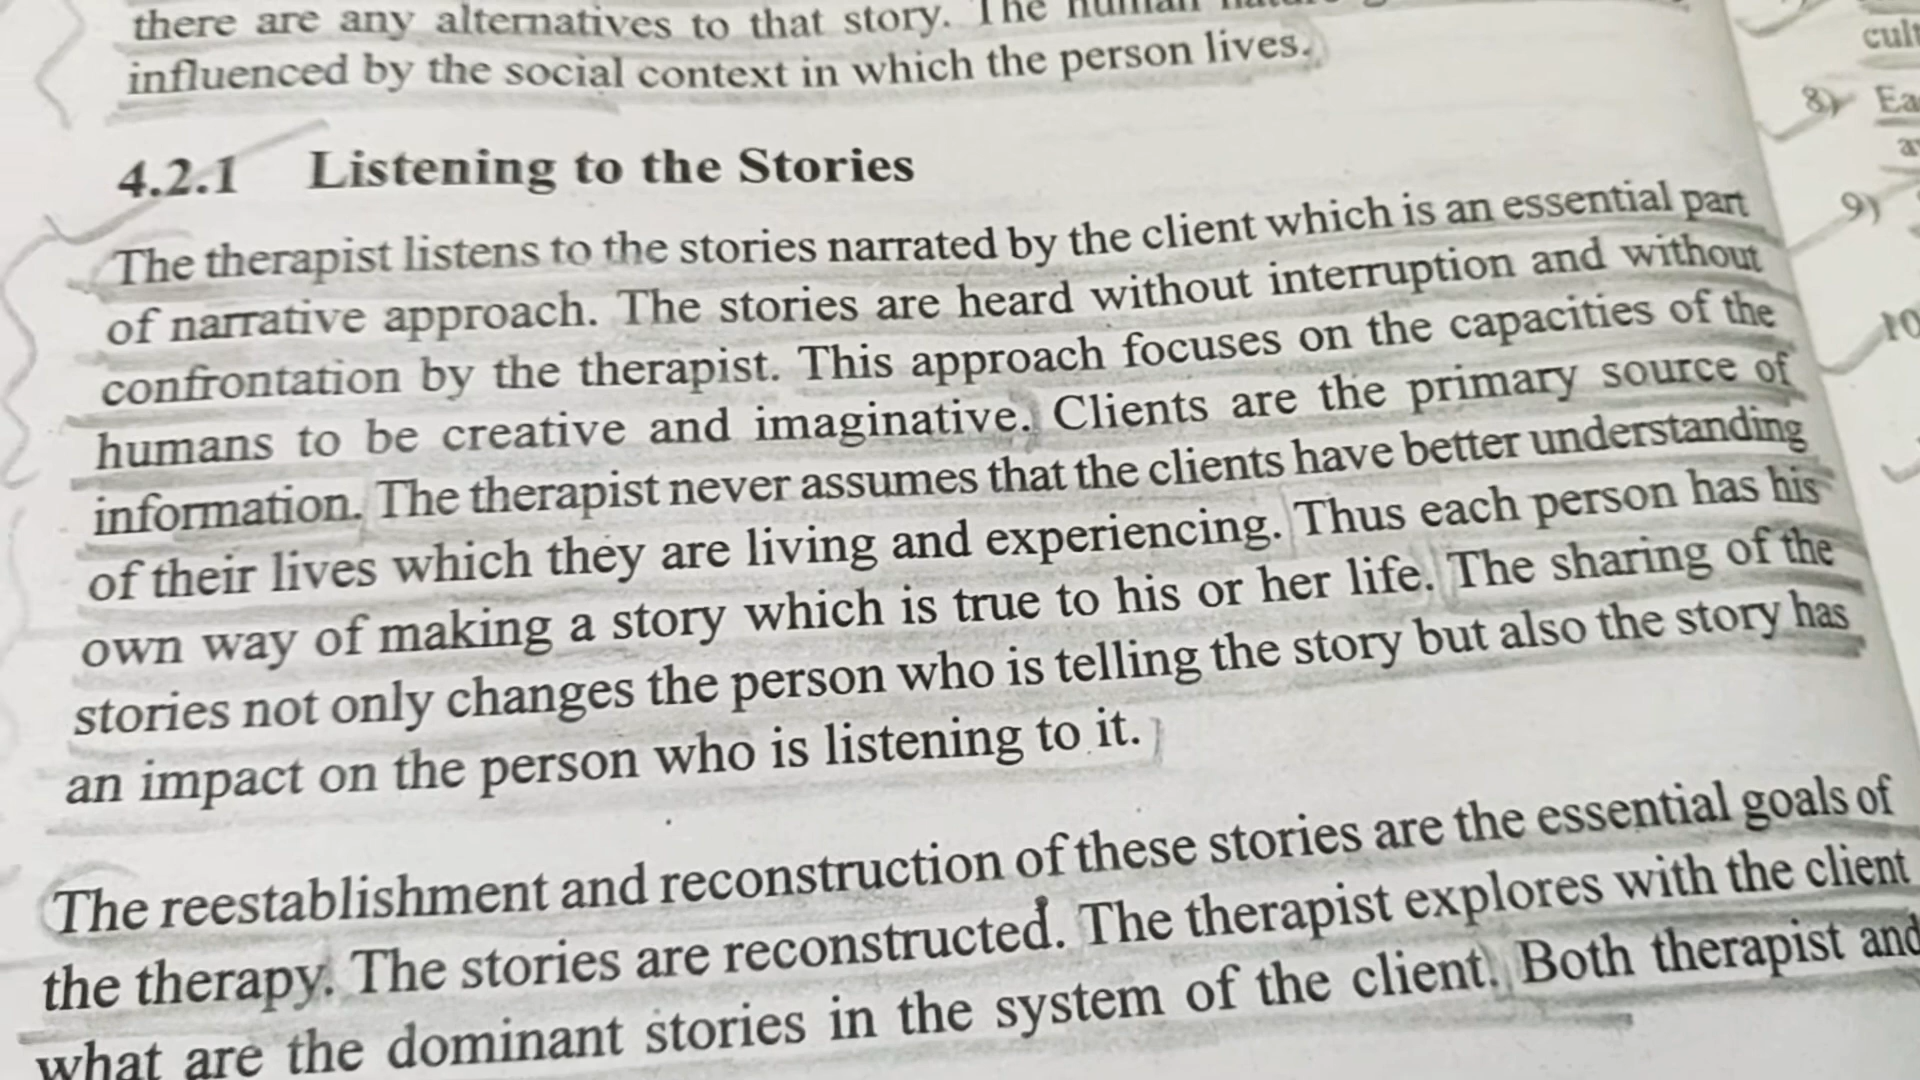 there are any alternatives to that story. The human
influenced by the social context in which the person lives.
4.2.1 Listening to the Stories
The therapist listens to the stories narrated by the client which is an essential part
of narrative approach. The stories are heard without interruption and without
confrontation by the therapist. This approach focuses on the capacities of the
humans to be creative and imaginative. Clients are the primary source of
information. The therapist never assumes that the clients have better understanding
of their lives which they are living and experiencing. Thus each person has his
own way of making a story which is true to his or her life. The sharing of the
stories not only changes the person who is telling the story but also the story has
an impact on the person who is listening to it.
The reestablishment and reconstruction of these stories are the essential goals of
the therapy. The stories are reconstructed. The therapist explores with the client
what are the dominant stories in the system of the client. Both therapist and
8)
9)
10